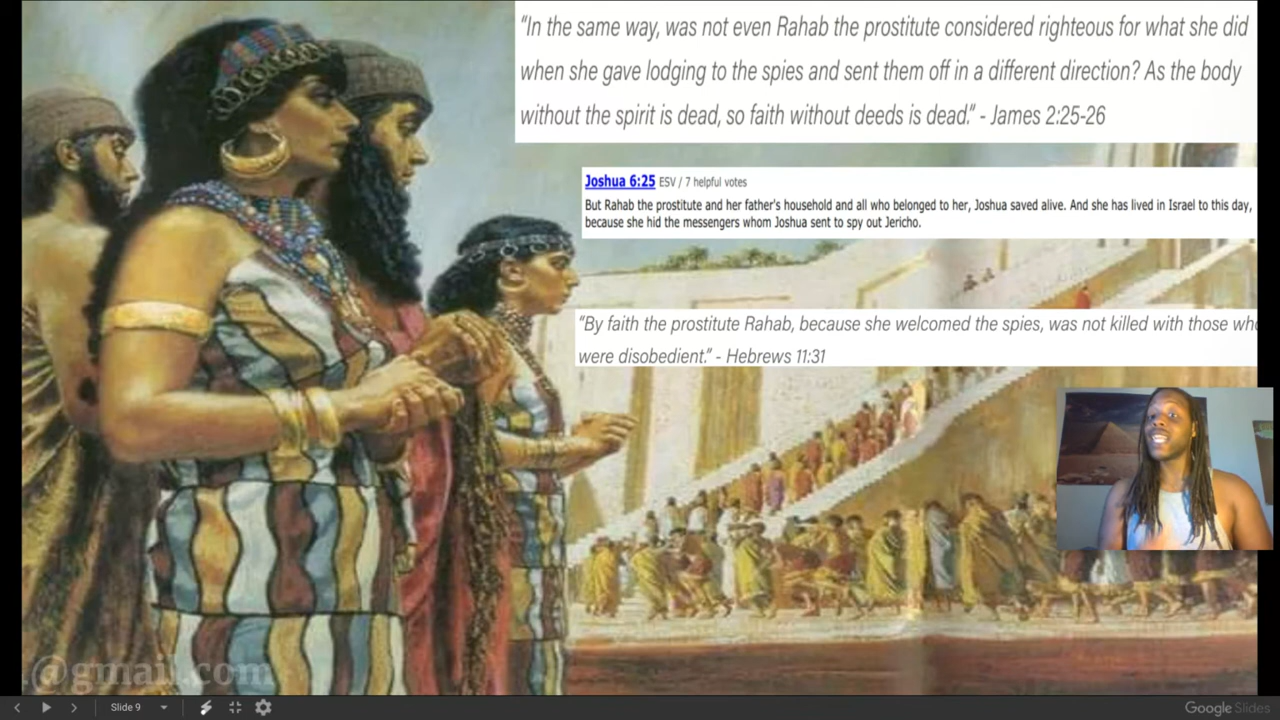 “In the same way, was not even Rahab the prostitute considered righteous for what she did
when she gave lodging to the spies and sent them off in a different direction? As the body
without the spirit is dead, so faith without deeds is dead.“ - James 2:25-26
Joshua 6:25 ESV / 7 helpful votes
But Rahab the prostitute and her father's household and all who belonged to her, Joshua saved alive. And she has lived in Israel to this day,
because she hid the messengers whom Joshua sent to spy out Jericho.
“By faith the prostitute Rahab, because she welcomed the spies, was not killed with those who
were disobedient.“ - Hebrews 11:31
@gmail.com
Slide 9
Google Slides